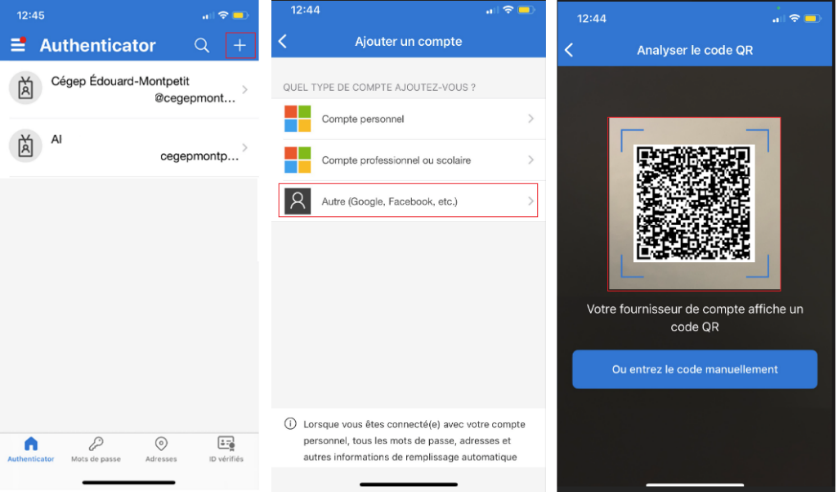 12:45
Authenticator
Cégep Édouard-Montpetit
@cegepmont...
AI
cegepmontp...
Authenticator
Mots de passe
Adresses
ID vérifiés
12:44
Ajouter un compte
QUEL TYPE DE COMPTE AJOUTEZ-VOUS ?
Compte personnel
Compte professionnel ou scolaire
Autre (Google, Facebook, etc.)
Lorsque vous êtes connecté(e) avec votre compte
personnel, tous les mots de passe, adresses et
autres informations de remplissage automatique
12:44
Analyser le code QR
Votre fournisseur de compte affiche un
code QR
Ou entrez le code manuellement